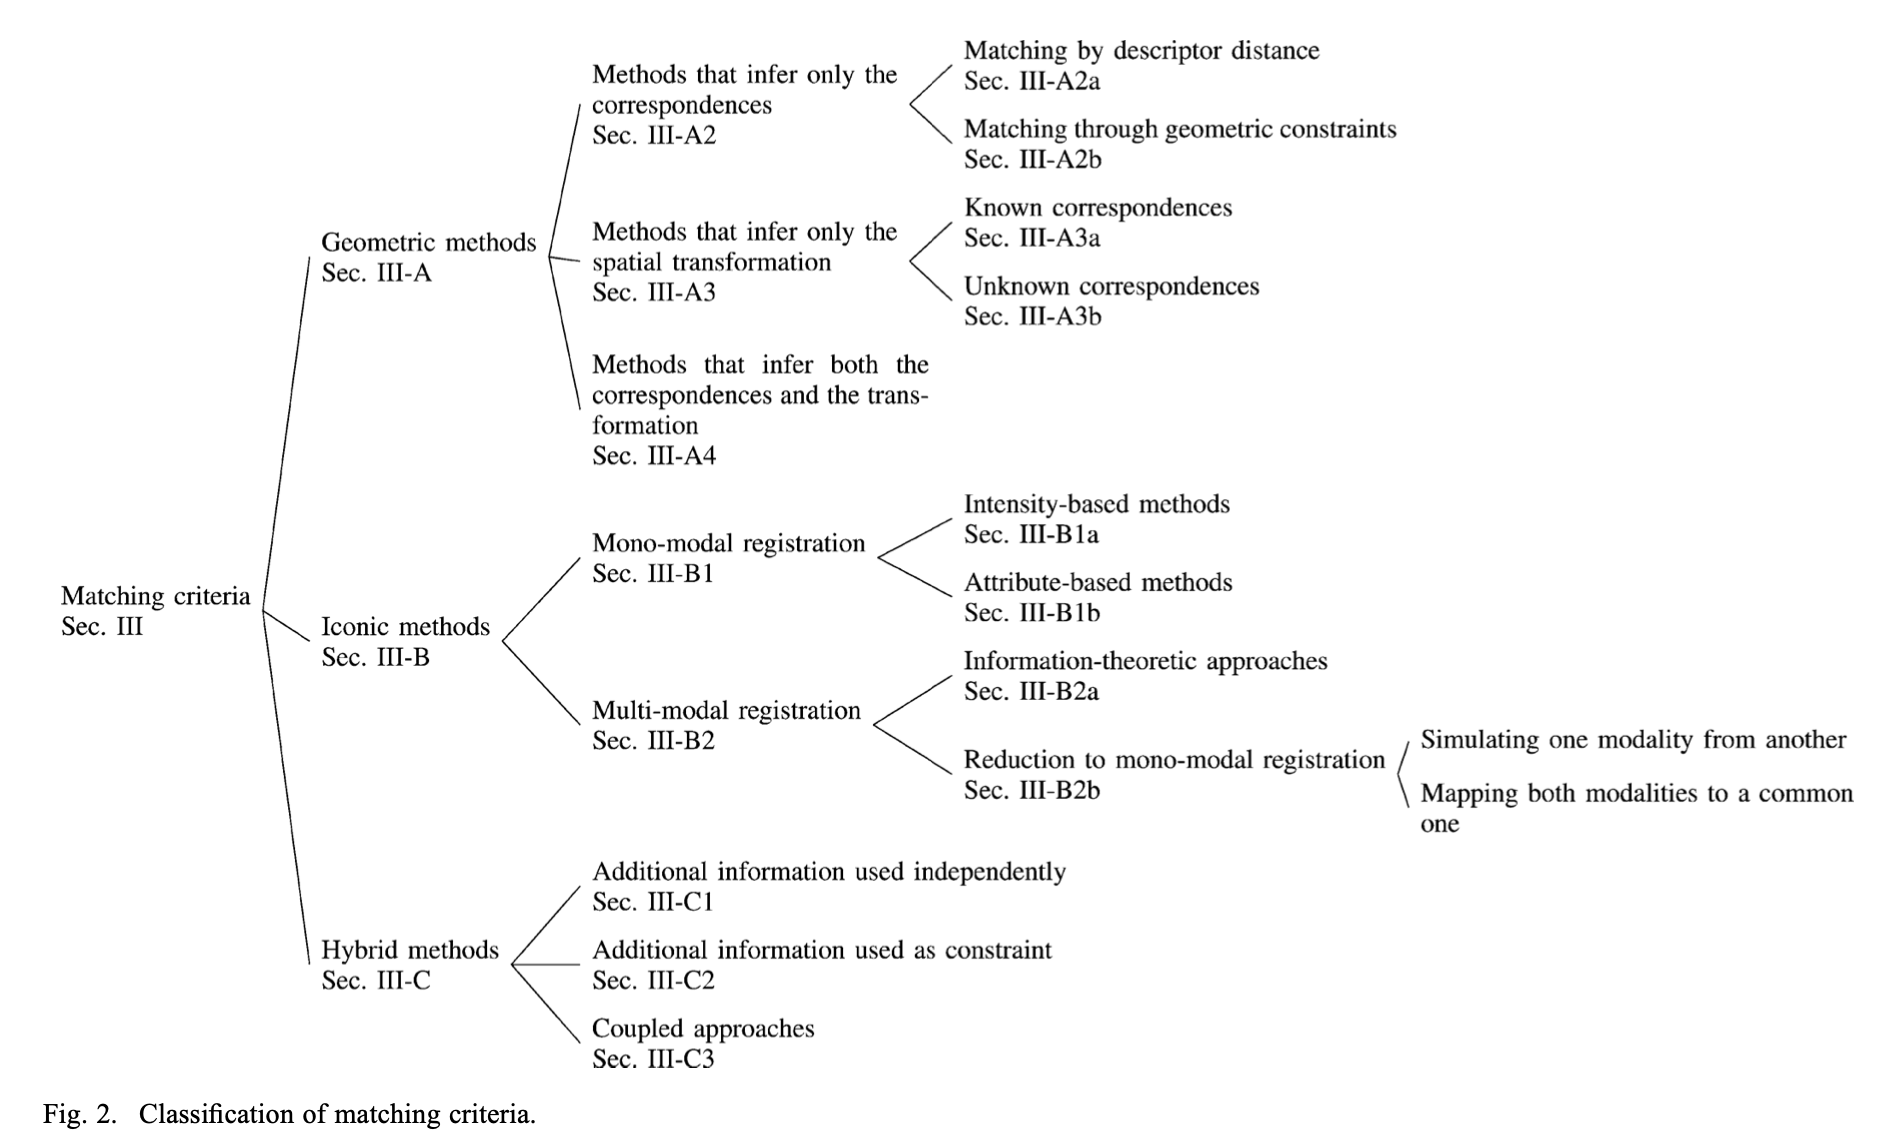 Matching criteria
Sec. III
Geometric methods
Sec. III-A
Methods that infer only the
correspondences
Sec. III-A2
Matching by descriptor distance
Sec. III-A2a
Matching through geometric constraints
Sec. III-A2b
Methods that infer only the
spatial transformation
Sec. III-A3
Known correspondences
Sec. III-A3a
Unknown correspondences
Sec. III-A3b
Methods that infer both the
correspondences and the trans-
formation
Sec. III-A4
Iconic methods
Sec. III-B
Mono-modal registration
Sec. III-B1
Intensity-based methods
Sec. III-B1a
Attribute-based methods
Sec. III-B1b
Multi-modal registration
Sec. III-B2
Information-theoretic approaches
Sec. III-B2a
Reduction to mono-modal registration
Sec. III-B2b
Simulating one modality from another
Mapping both modalities to a common
one
Hybrid methods
Sec. III-C
Additional information used independently
Sec. III-C1
Additional information used as constraint
Sec. III-C2
Coupled approaches
Sec. III-C3
Fig. 2. Classification of matching criteria.